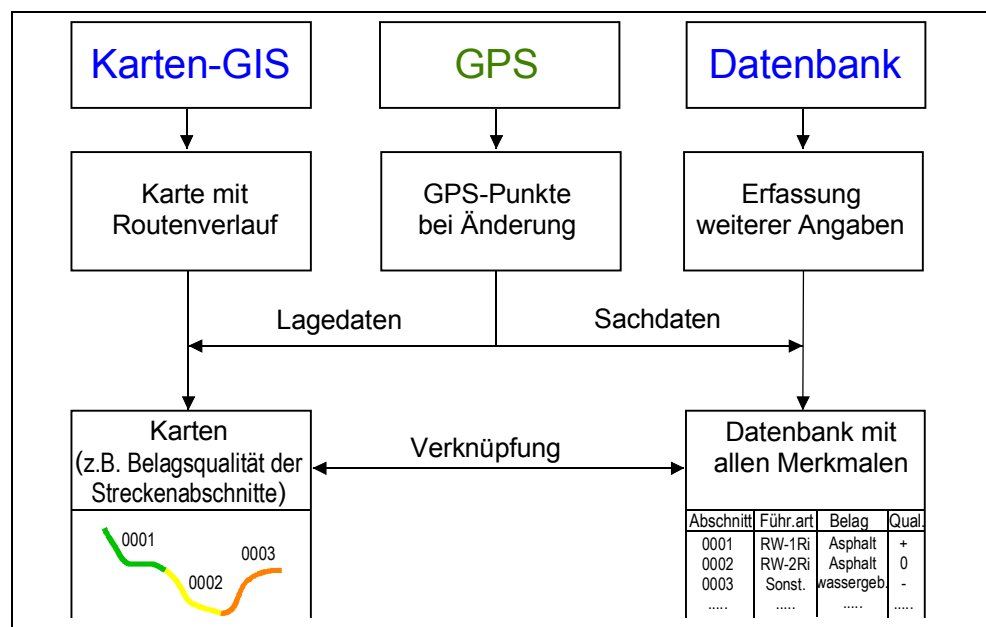 Karten-GIS
GPS
Datenbank
Karte mit
Routenverlauf
GPS-Punkte
bei Änderung
Erfassung
weiterer Angaben
Lagedaten
Sachdaten
Karten
(z.B. Belagsqualität der
Streckenabschnitte)
Verknüpfung
Datenbank mit
allen Merkmalen
0001
0002
0003
Abschnitt Führ.art Belag Qual.
0001 RW-1Ri Asphalt +
0002 RW-2Ri Asphalt 0
0003 Sonst. wassergeb. -
..... ..... ..... .....